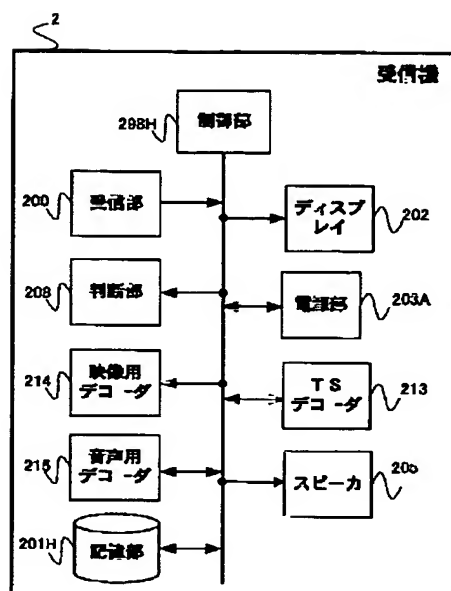 2
受信機
298H
制御部
200
受信部
ディスプ
レイ
202
208
判断部
電源部
203A
214
映像用
デコーダ
TS
デコーダ
213
215
音声用
デコーダ
スピーカ
205
201H
記憶部